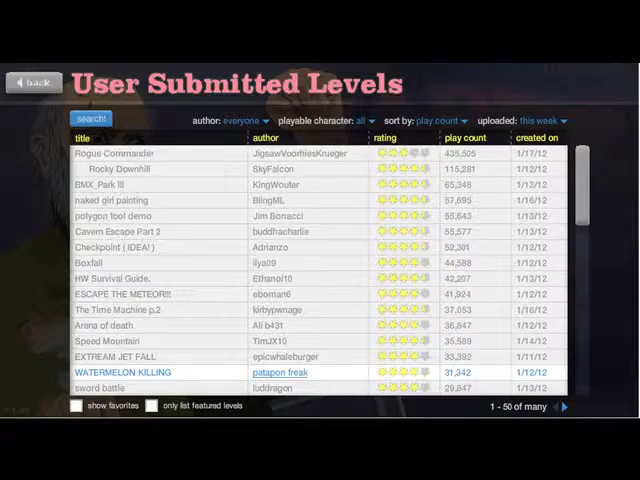 back User Submitted Levels
search! author: everyone playable character: all sort by: play count uploaded: this week
title author rating play count created on
Rogue Commander JigsawVoorhiesKrueger 435,505 1/17/12
Rocky Downhill SkyFalcon 115,281 1/12/12
BMX_Park III KingWouter 65,348 1/13/12
naked girl painting BlingML 57,695 1/16/12
polygon tool demo Jim Bonacci 55,643 1/13/12
Cavern Escape Part 2 buddhacharlie 55,577 1/13/12
Checkpoint ( IDEA! ) Adrianzo 52,301 1/12/12
Boxfall ilya09 44,588 1/12/12
HW Survival Guide. Ethanol10 42,207 1/13/12
ESCAPE THE METEOR!!! eboman6 41,924 1/12/12
The Time Machine p.2 kirbypwnage 37,053 1/16/12
Arena of death Ali b431 36,847 1/12/12
Speed Mountain TimJX10 35,589 1/14/12
EXTREAM JET FALL epicwhaleburger 33,392 1/11/12
WATERMELON KILLING patapon freak 31,342 1/12/12
sword battle luddragon 29,847 1/13/12
show favorites only list featured levels 1 - 50 of many